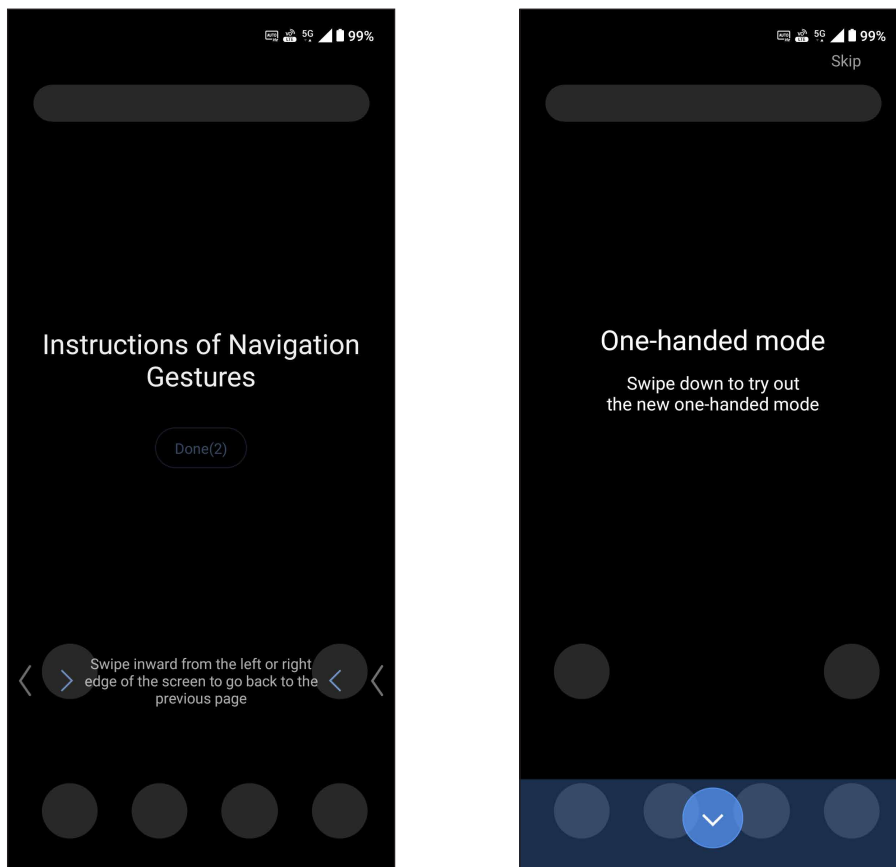 5G 99%
Instructions of Navigation
Gestures
Done(2)
Swipe inward from the left or right
edge of the screen to go back to the
previous page
5G 99%
Skip
One-handed mode
Swipe down to try out
the new one-handed mode